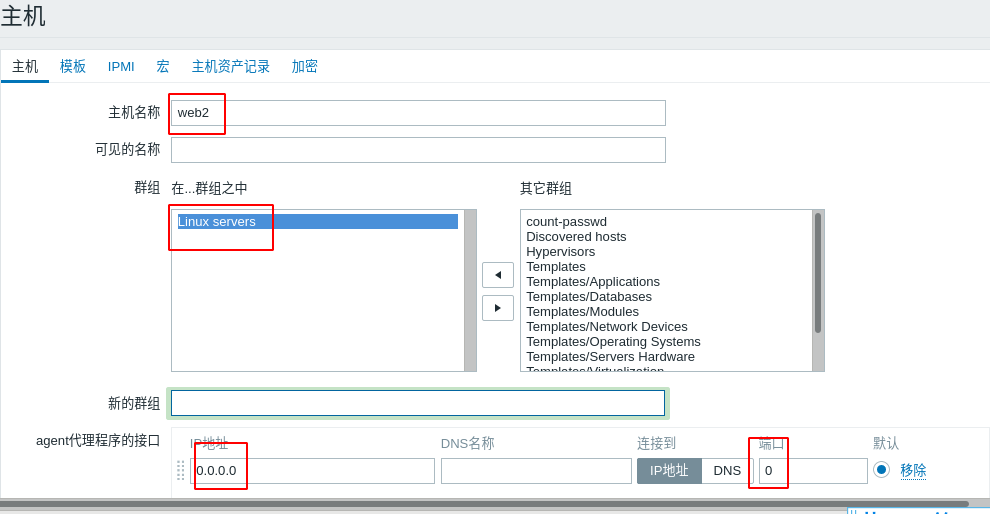 主机
主机 模板 IPMI 宏 主机资产记录 加密
主机名称 web2
可见的名称
群组 在...群组之中 其它群组
Linux servers
count-passwd
Discovered hosts
Hypervisors
Templates
Templates/Applications
Templates/Databases
Templates/Modules
Templates/Network Devices
Templates/Operating Systems
Templates/Servers Hardware
Templates/Virtualization
新的群组
agent代理程序的接口 IP地址 DNS名称 连接到 端口 默认
0.0.0.0 IP地址 DNS 0 移除